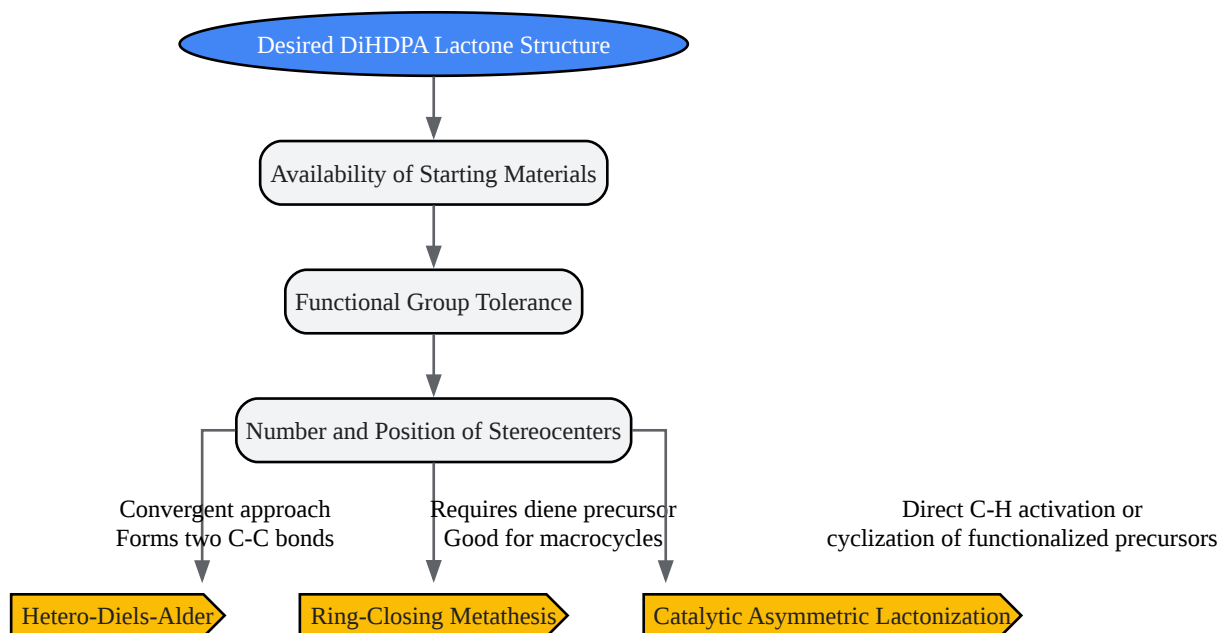 Desired DiHDPA Lactone Structure
Availability of Starting Materials
Functional Group Tolerance
Number and Position of Stereocenters
Convergent approach
Forms two C-C bonds
Requires diene precursor
Good for macrocycles
Direct C-H activation or
cyclization of functionalized precursors
Hetero-Diels-Alder
Ring-Closing Metathesis
Catalytic Asymmetric Lactonization